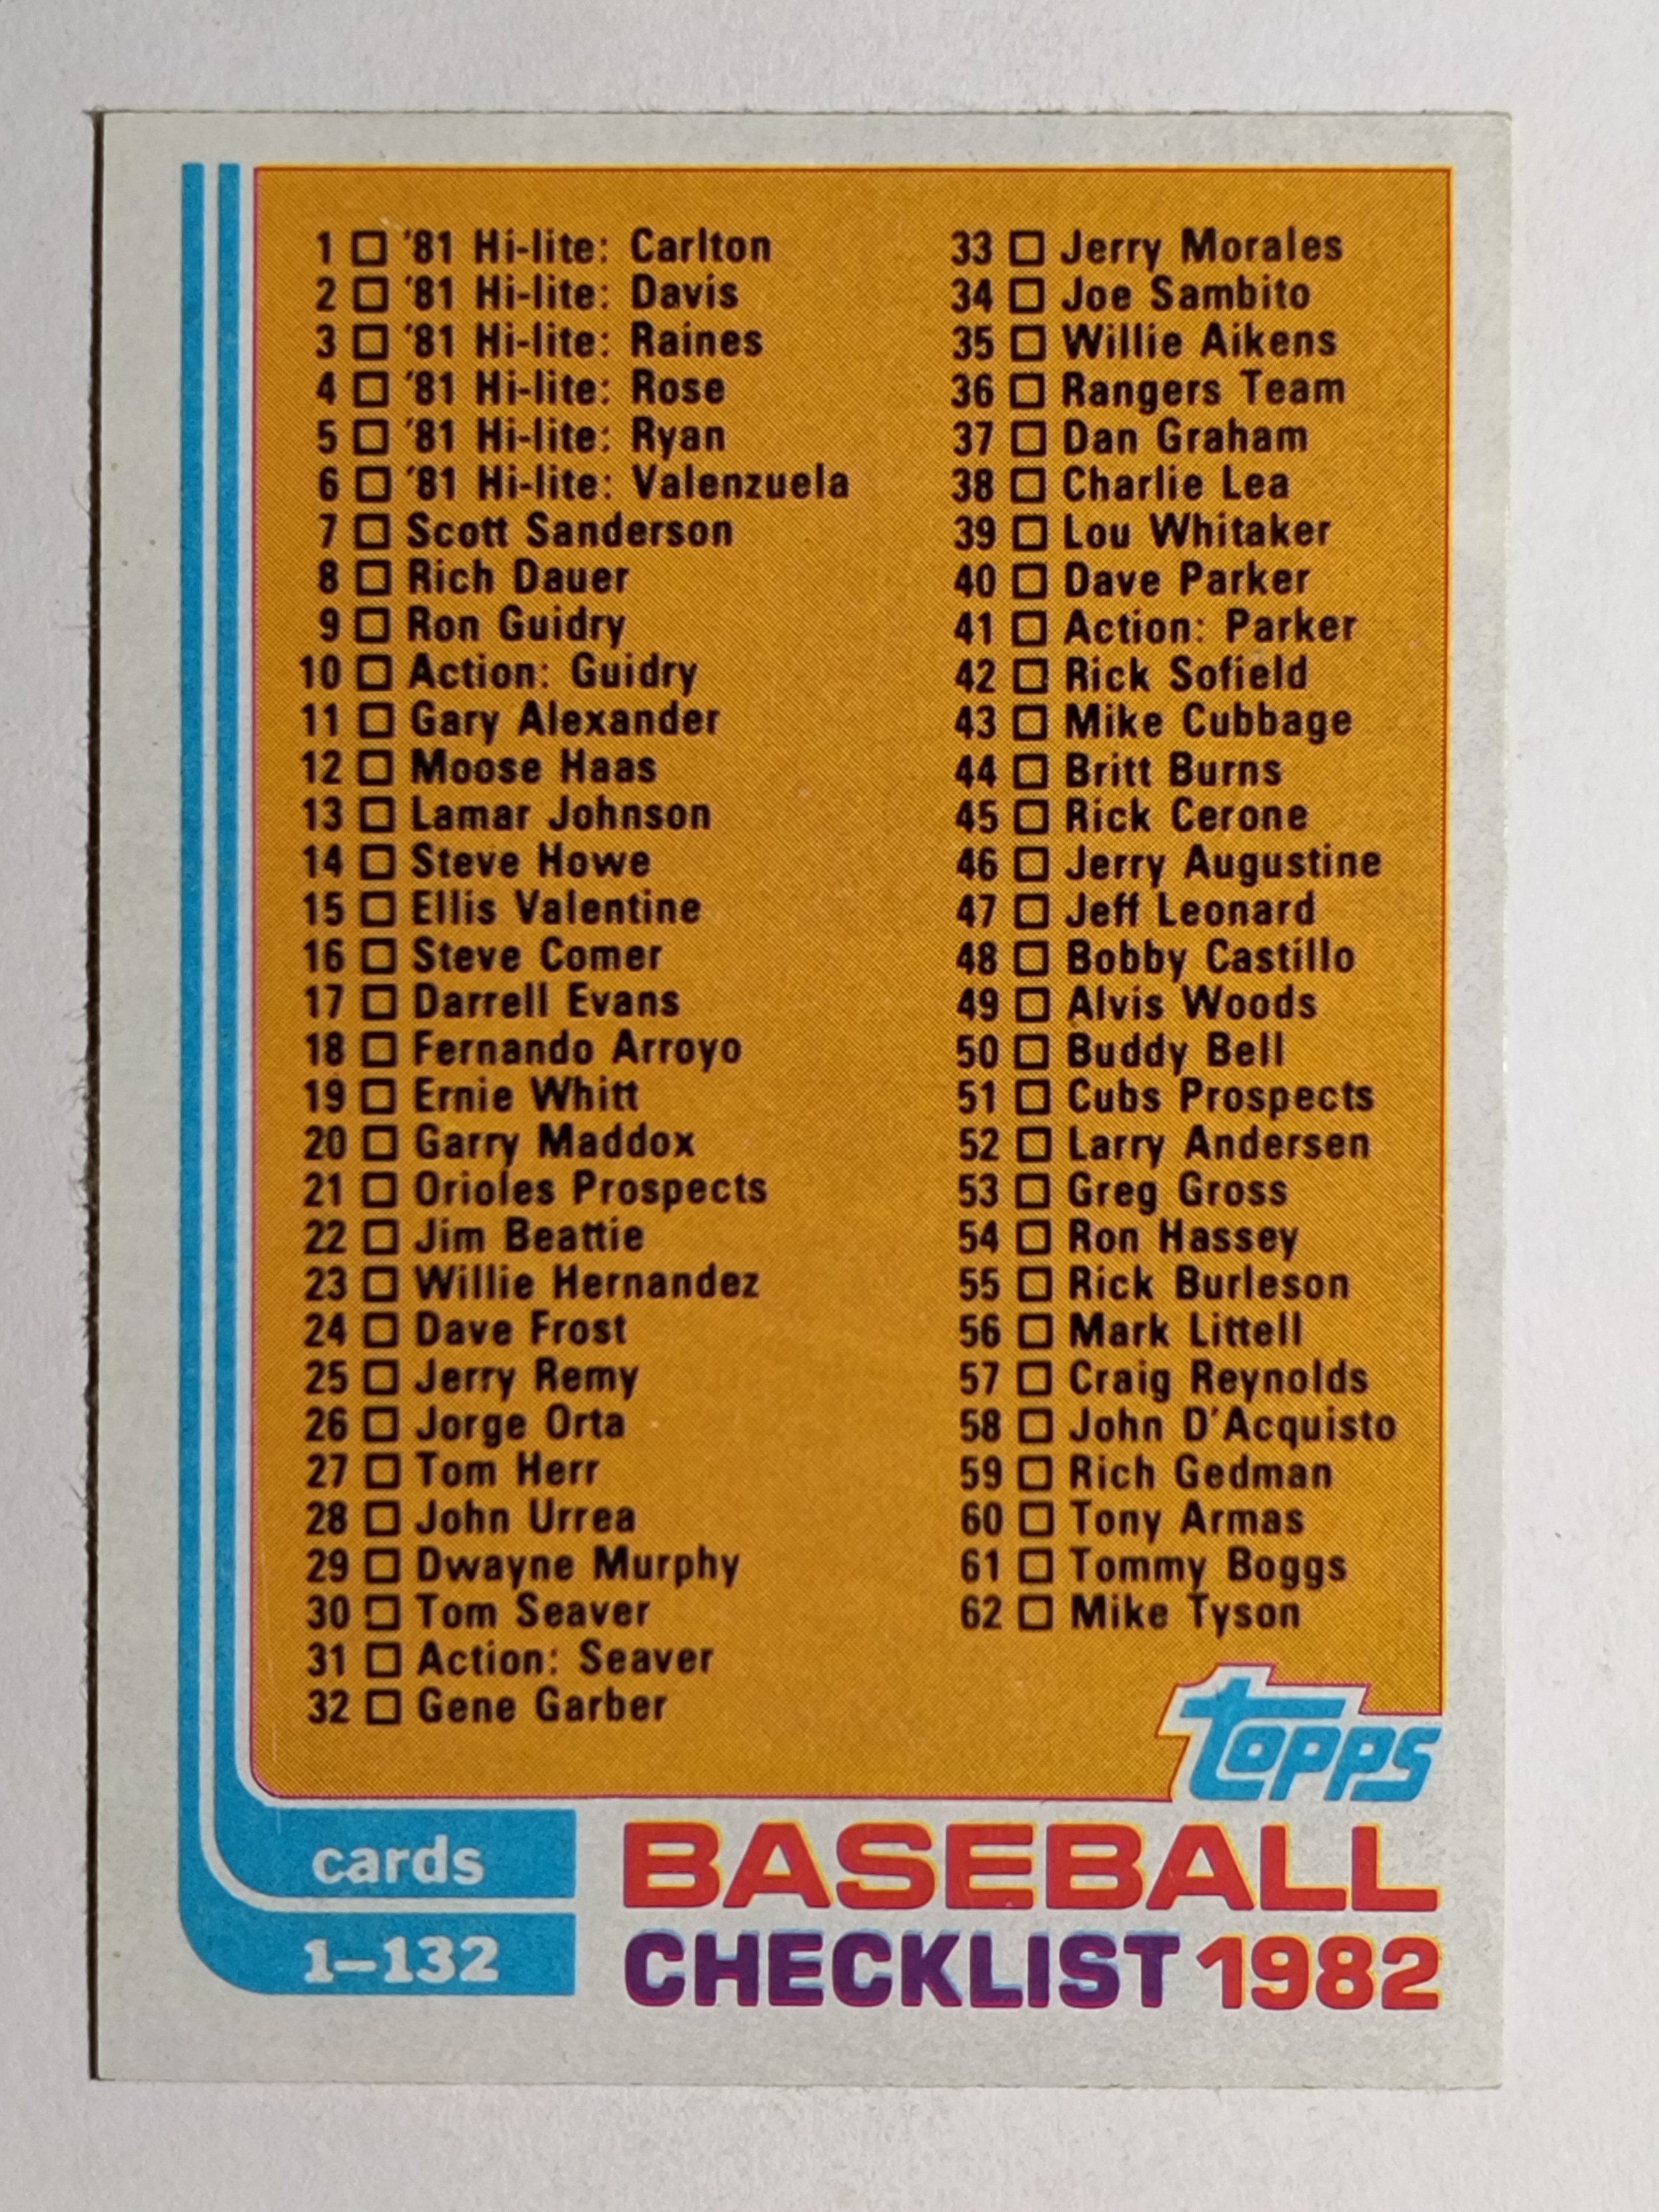 1 ☐ '81 Hi-lite: Carlton
2 ☐ '81 Hi-lite: Davis
3 ☐ '81 Hi-lite: Raines
4 ☐ '81 Hi-lite: Rose
5 ☐ '81 Hi-lite: Ryan
6 ☐ '81 Hi-lite: Valenzuela
7 ☐ Scott Sanderson
8 ☐ Rich Dauer
9 ☐ Ron Guidry
10 ☐ Action: Guidry
11 ☐ Gary Alexander
12 ☐ Moose Haas
13 ☐ Lamar Johnson
14 ☐ Steve Howe
15 ☐ Ellis Valentine
16 ☐ Steve Comer
17 ☐ Darrell Evans
18 ☐ Fernando Arroyo
19 ☐ Ernie Whitt
20 ☐ Garry Maddox
21 ☐ Orioles Prospects
22 ☐ Jim Beattie
23 ☐ Willie Hernandez
24 ☐ Dave Frost
25 ☐ Jerry Remy
26 ☐ Jorge Orta
27 ☐ Tom Herr
28 ☐ John Urrea
29 ☐ Dwayne Murphy
30 ☐ Tom Seaver
31 ☐ Action: Seaver
32 ☐ Gene Garber
33 ☐ Jerry Morales
34 ☐ Joe Sambito
35 ☐ Willie Aikens
36 ☐ Rangers Team
37 ☐ Dan Graham
38 ☐ Charlie Lea
39 ☐ Lou Whitaker
40 ☐ Dave Parker
41 ☐ Action: Parker
42 ☐ Rick Sofield
43 ☐ Mike Cubbage
44 ☐ Britt Burns
45 ☐ Rick Cerone
46 ☐ Jerry Augustine
47 ☐ Jeff Leonard
48 ☐ Bobby Castillo
49 ☐ Alvis Woods
50 ☐ Buddy Bell
51 ☐ Cubs Prospects
52 ☐ Larry Andersen
53 ☐ Greg Gross
54 ☐ Ron Hassey
55 ☐ Rick Burleson
56 ☐ Mark Littell
57 ☐ Craig Reynolds
58 ☐ John D'Acquisto
59 ☐ Rich Gedman
60 ☐ Tony Armas
61 ☐ Tommy Boggs
62 ☐ Mike Tyson
topps
cards
1–132
BASEBALL
CHECKLIST 1982